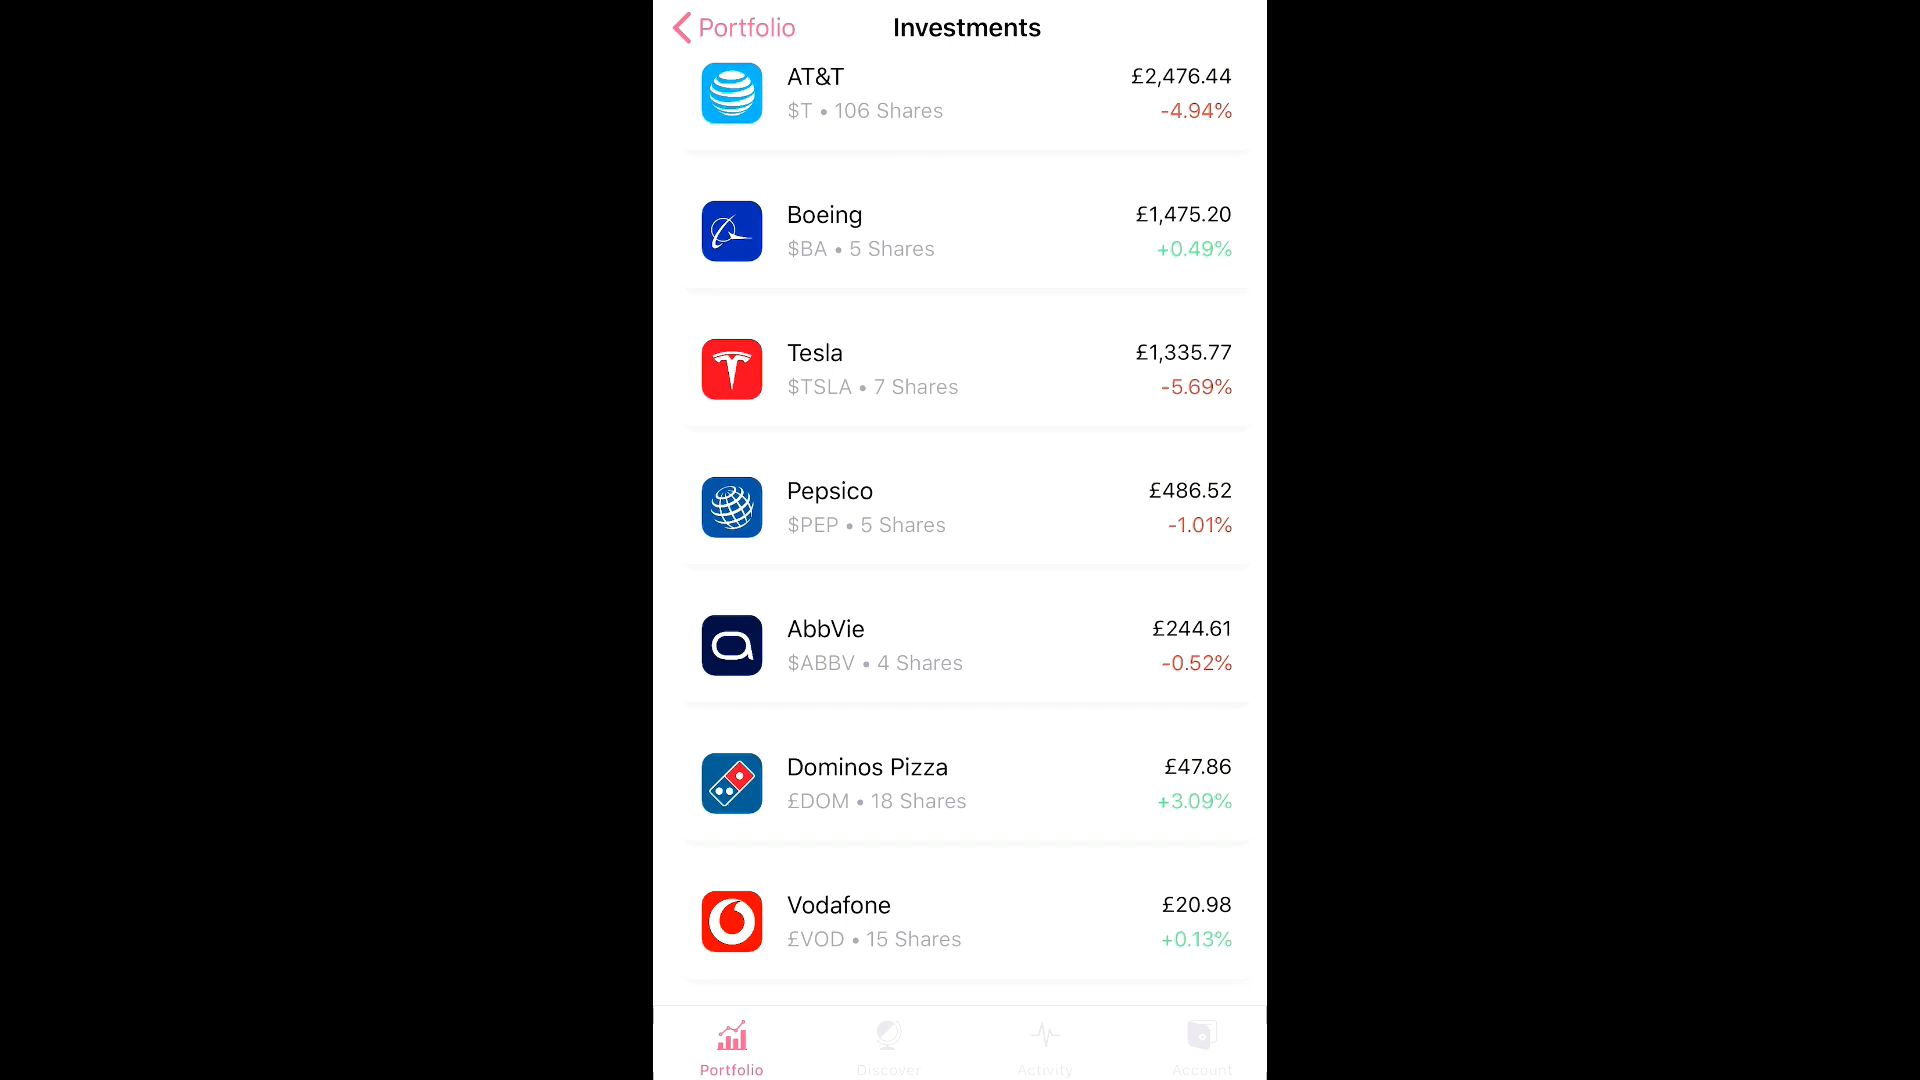 Portfolio
Investments
AT&T
£2,476.44
$T • 106 Shares
-4.94%
Boeing
£1,475.20
$BA • 5 Shares
+0.49%
Tesla
£1,335.77
$TSLA • 7 Shares
-5.69%
Pepsico
£486.52
$PEP • 5 Shares
-1.01%
AbbVie
£244.61
$ABBV • 4 Shares
-0.52%
Dominos Pizza
£47.86
£DOM • 18 Shares
+3.09%
Vodafone
£20.98
£VOD • 15 Shares
+0.13%
Portfolio
Discover
Activity
Account